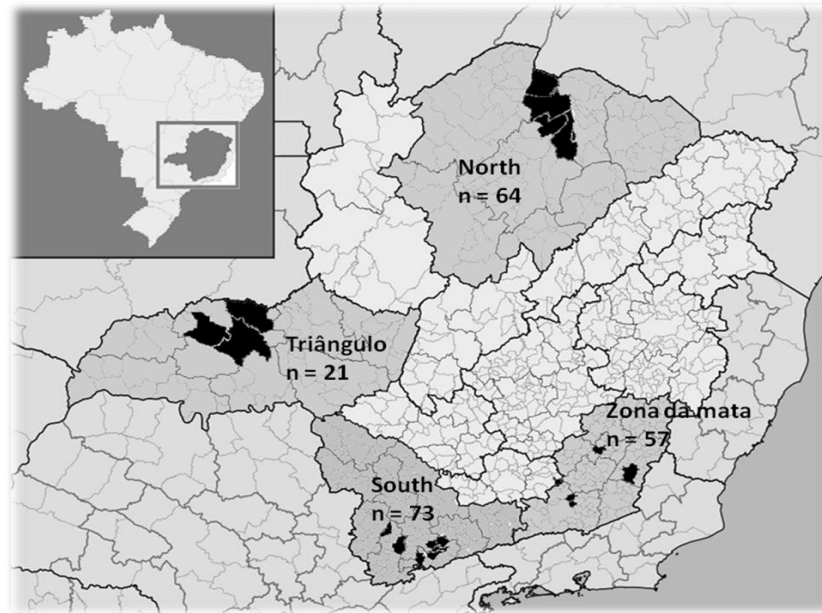 North
n = 64
Triângulo
n = 21
Zona da mata
n = 57
South
n = 73